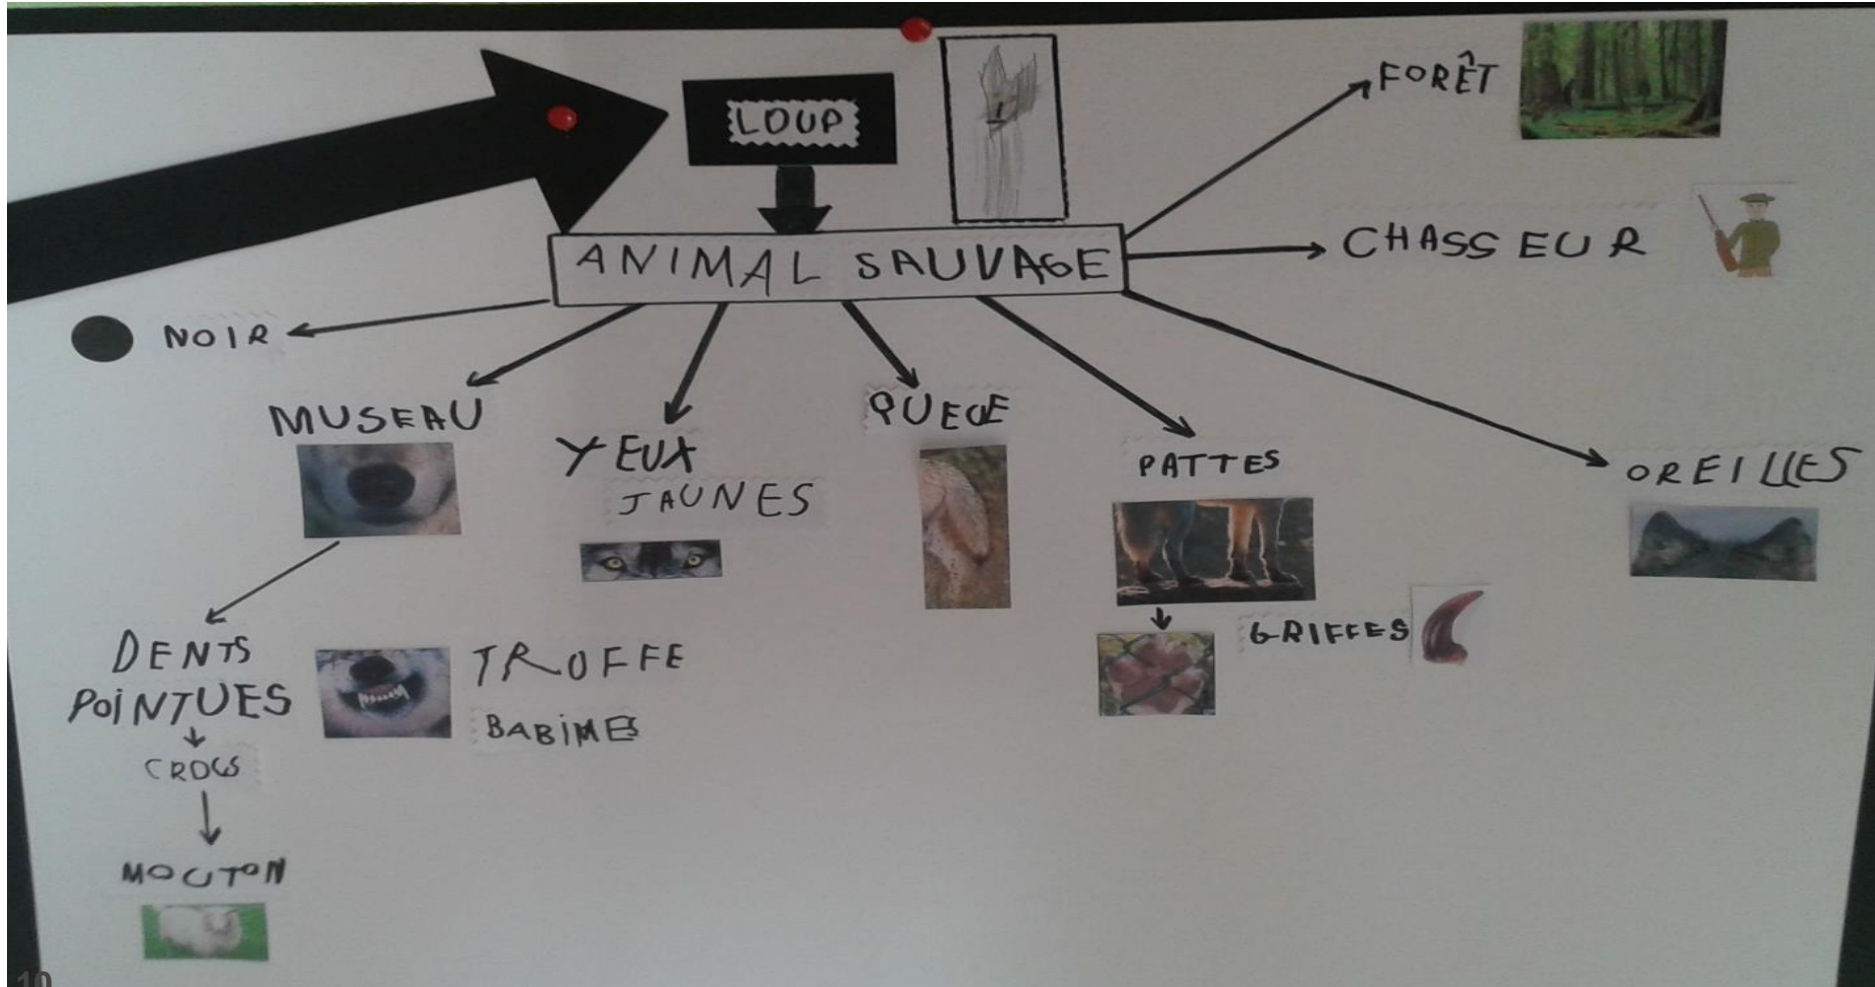 LOUP
ANIMAL SAUVAGE
FORÊT
CHASSEUR
NOIR
MUSEAU
YEUX
JAUNES
QUEUE
PATTES
OREILLES
DENTS
POINTUES
TRUFFE
BABINES
GRIFFES
CROCS
MOUTON
10